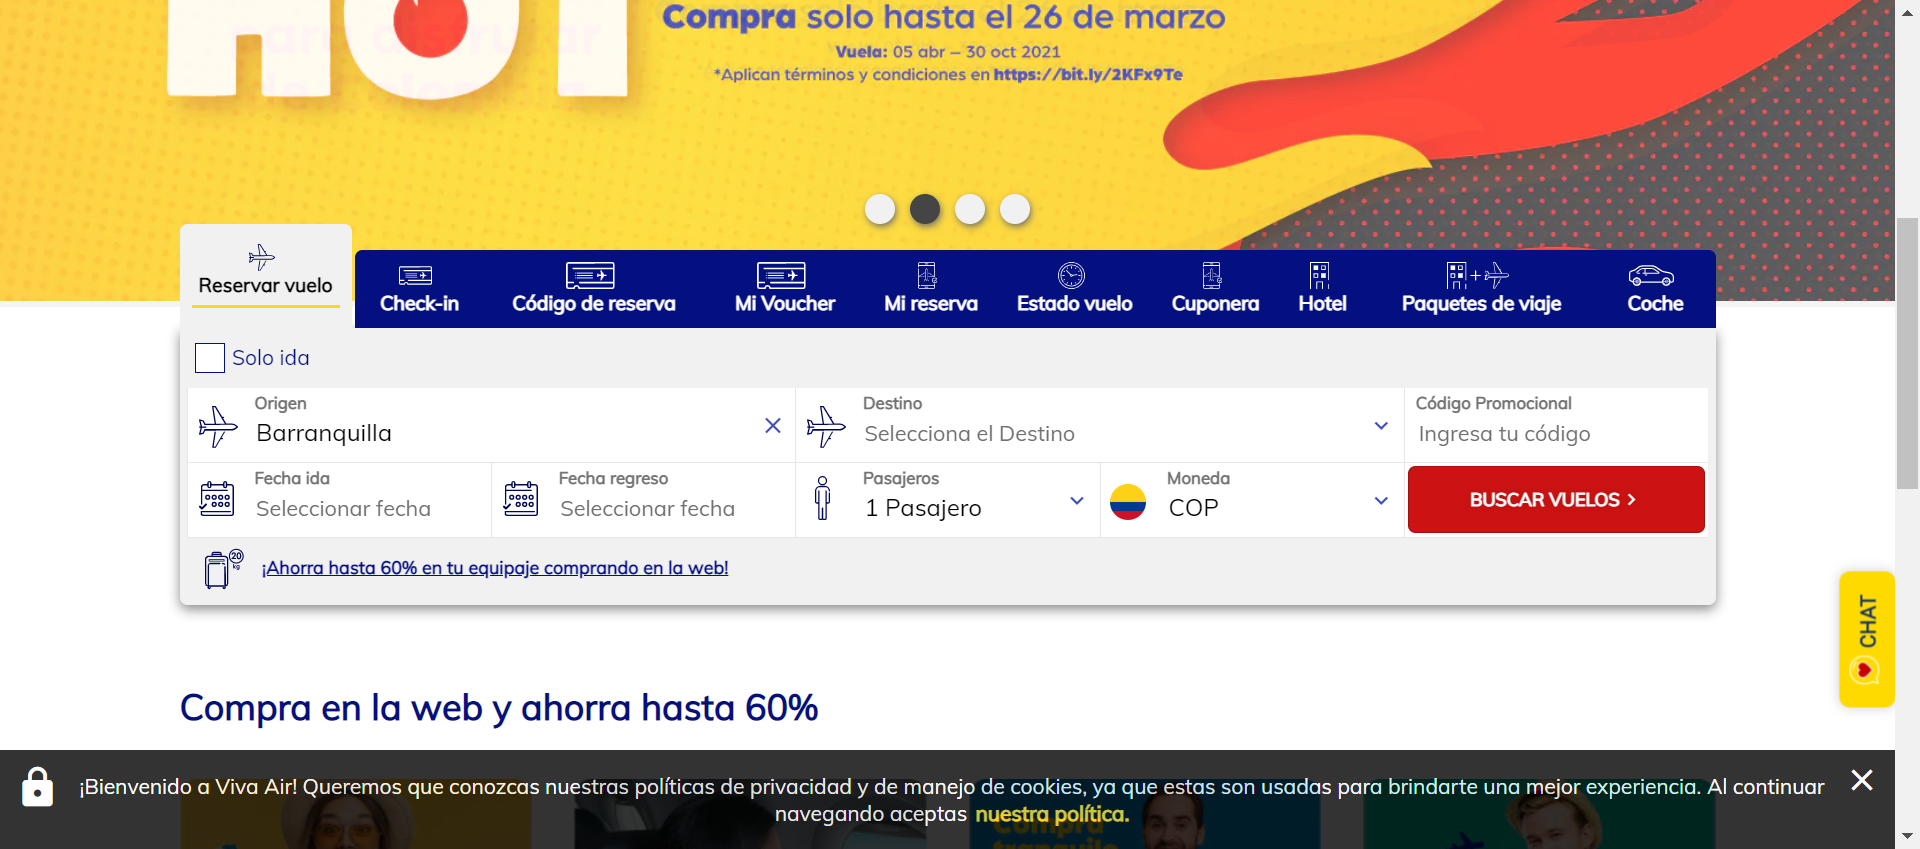 HOT
Compra solo hasta el 26 de marzo
Vuela: 05 abr – 30 oct 2021
*Aplican términos y condiciones en https://bit.ly/2KFx9Te
Reservar vuelo
Check-in
Código de reserva
Mi Voucher
Mi reserva
Estado vuelo
Cuponera
Hotel
Paquetes de viaje
Coche
Solo ida
Origen
Barranquilla
Destino
Selecciona el Destino
Código Promocional
Ingresa tu código
Fecha ida
Seleccionar fecha
Fecha regreso
Seleccionar fecha
Pasajeros
1 Pasajero
Moneda
COP
BUSCAR VUELOS
20
kg
¡Ahorra hasta 60% en tu equipaje comprando en la web!
CHAT
Compra en la web y ahorra hasta 60%
¡Bienvenido a Viva Air! Queremos que conozcas nuestras políticas de privacidad y de manejo de cookies, ya que estas son usadas para brindarte una mejor experiencia. Al continuar
navegando aceptas nuestra política.
Compra
tranquilo